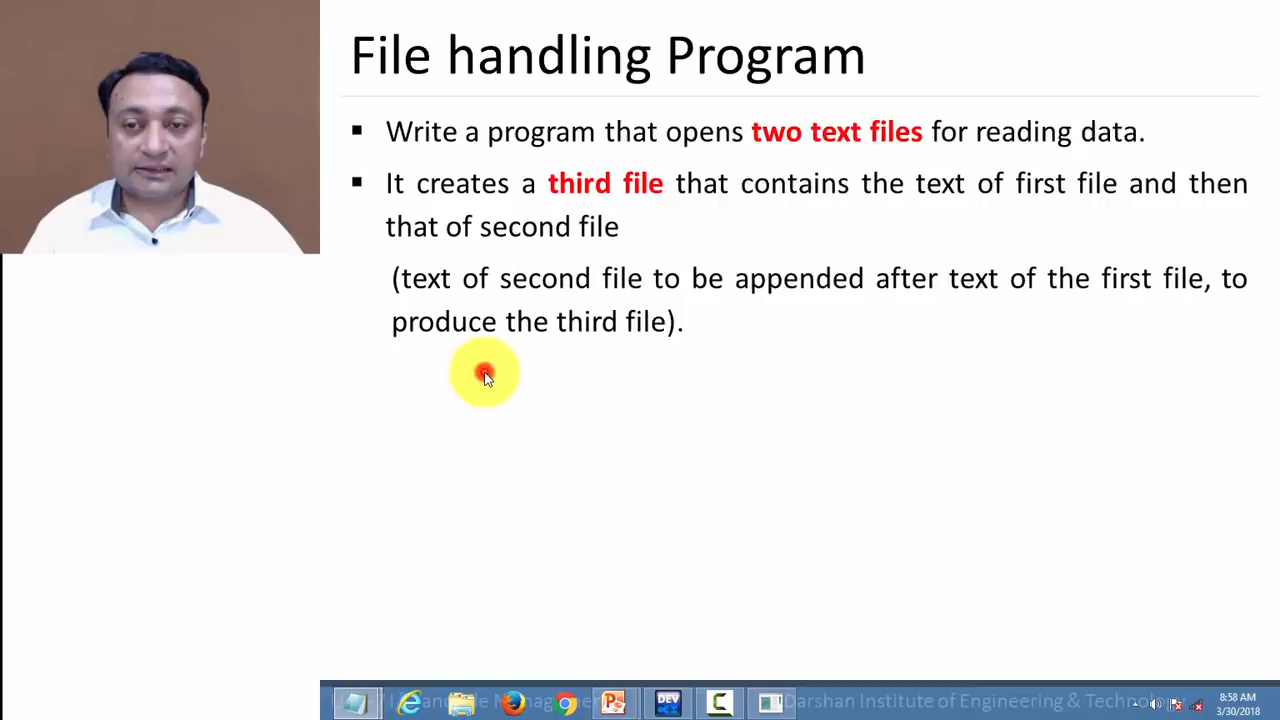 File handling Program
▪ Write a program that opens two text files for reading data.
▪ It creates a third file that contains the text of first file and then
that of second file
(text of second file to be appended after text of the first file, to
produce the third file).
DEV
Darshan Institute of Engineering & Technology
8:58 AM
3/30/2018